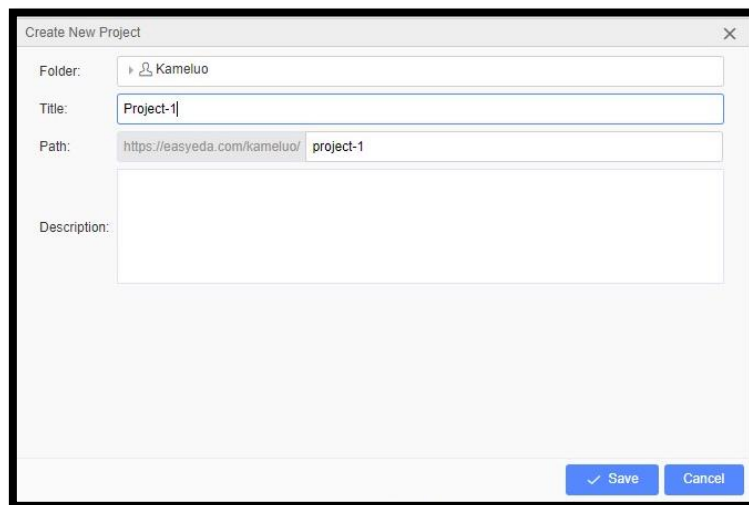 Create New Project
Folder: Kameluo
Title: Project-1
Path: https://easyeda.com/kameluo/ project-1
Description:
Save Cancel